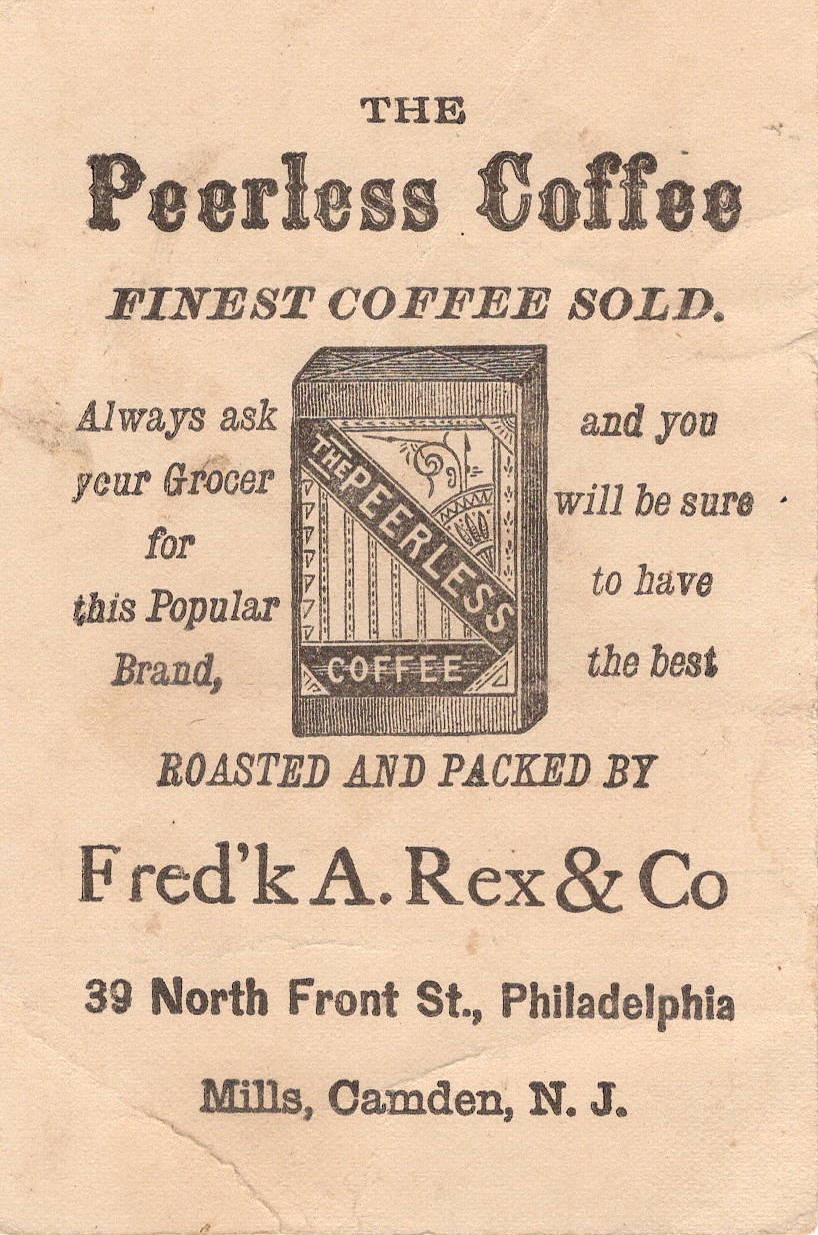 THE
Peerless Coffee
FINEST COFFEE SOLD.
Always ask
your Grocer
for
this Popular
Brand,
THE PEERLESS
COFFEE
and you
will be sure
to have
the best
ROASTED AND PACKED BY
Fred'k A. Rex & Co
39 North Front St., Philadelphia
Mills, Camden, N. J.